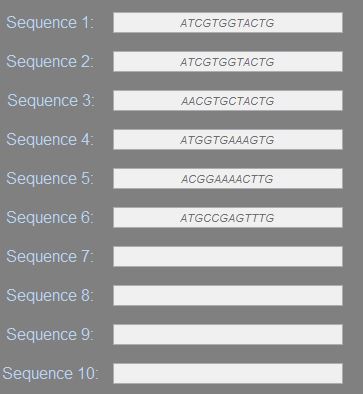 Sequence 1: ATCGTGGTACTG
Sequence 2: ATCGTGGTACTG
Sequence 3: AACGTGCTACTG
Sequence 4: ATGGTGAAAGTG
Sequence 5: ACGGAAAACTTG
Sequence 6: ATGCCGAGTTTG
Sequence 7:
Sequence 8:
Sequence 9:
Sequence 10: